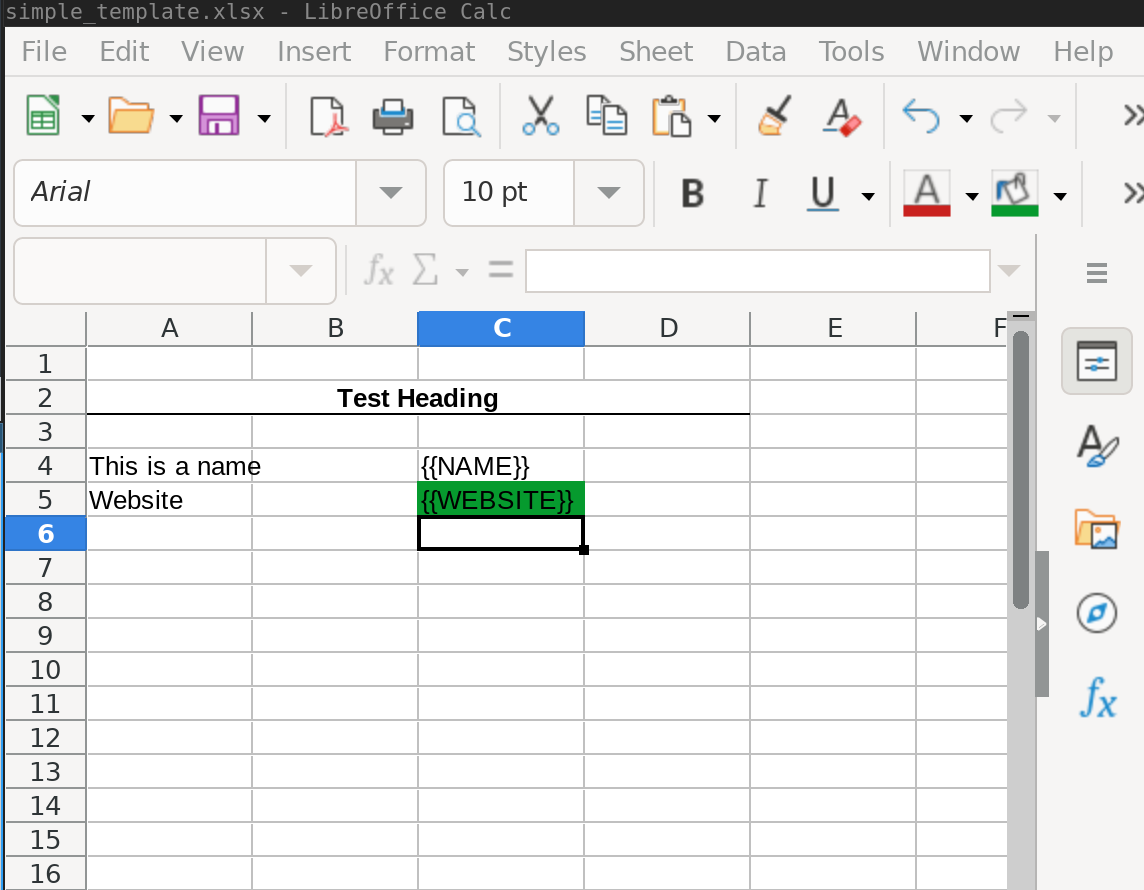 simple_template.xlsx - LibreOffice Calc
File Edit View Insert Format Styles Sheet Data Tools Window Help
Arial 10 pt B I U A
fx Σ =
A B C D E F
1
2 Test Heading
3
4 This is a name {{NAME}}
5 Website {{WEBSITE}}
6
7
8
9
10
11
12
13
14
15
16